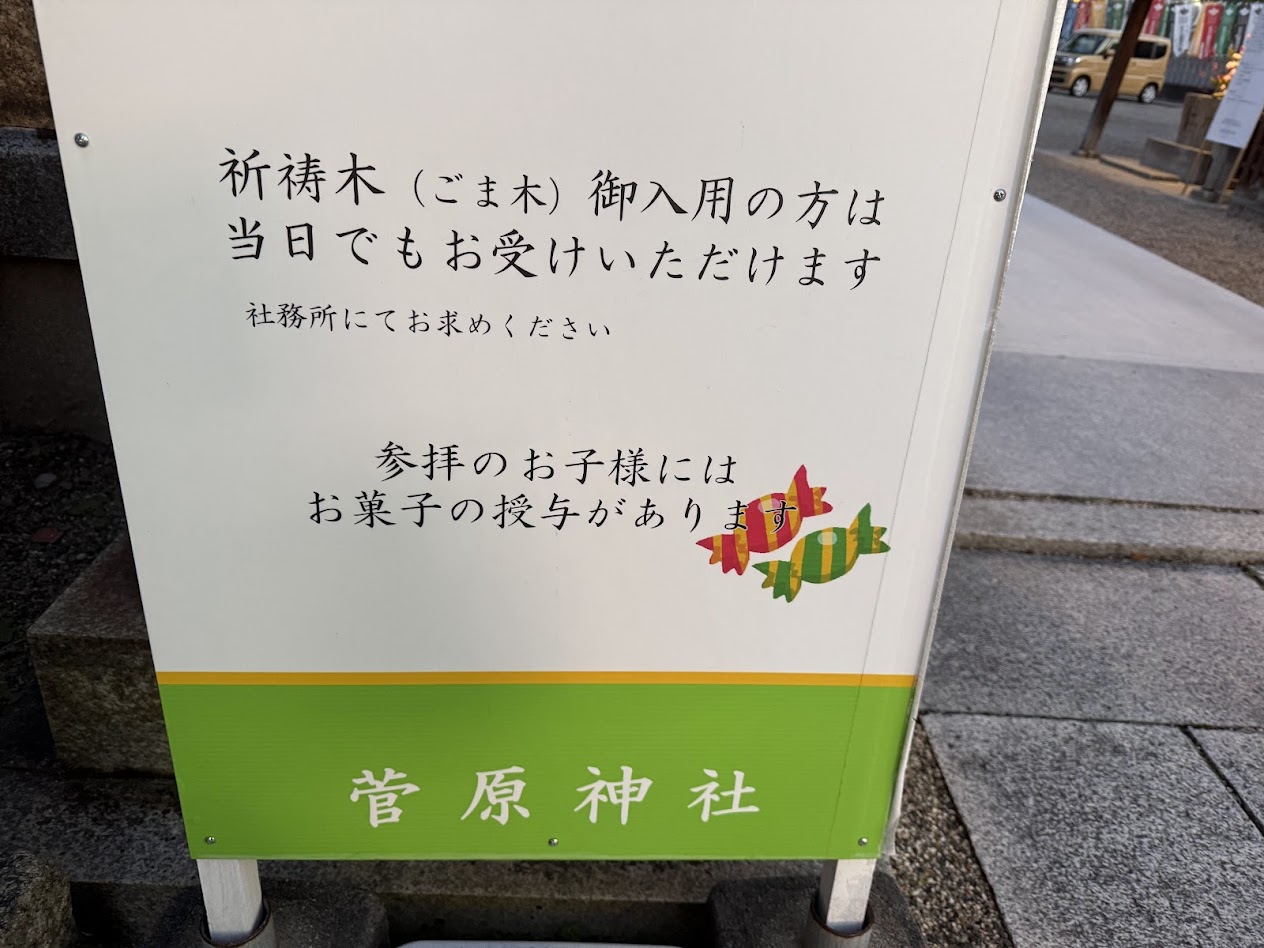 祈祷木（ごま木）御入用の方は
当日でもお受けいただけます
社務所にてお求めください
参拝のお子様には
お菓子の授与があります
菅原神社